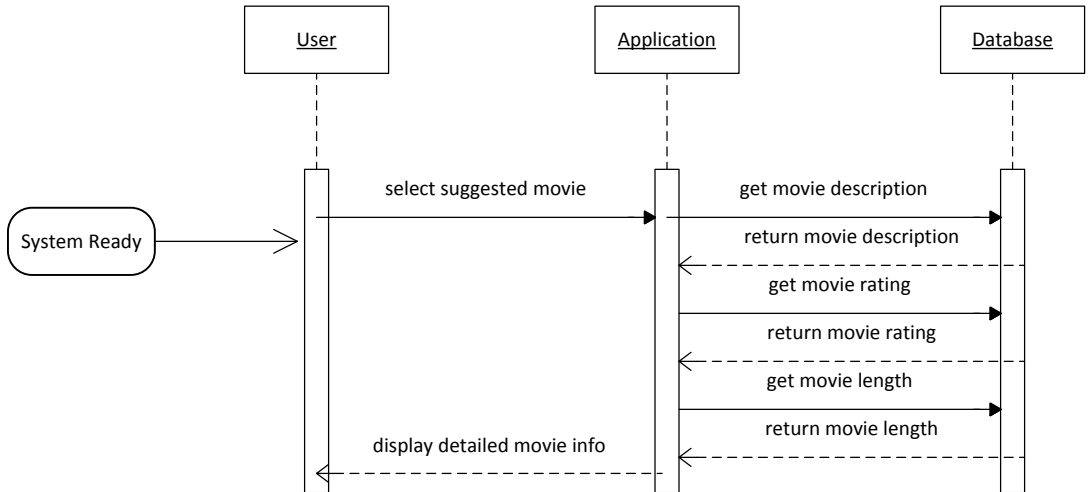 User
Application
Database
select suggested movie
get movie description
System Ready
return movie description
get movie rating
return movie rating
get movie length
return movie length
display detailed movie info